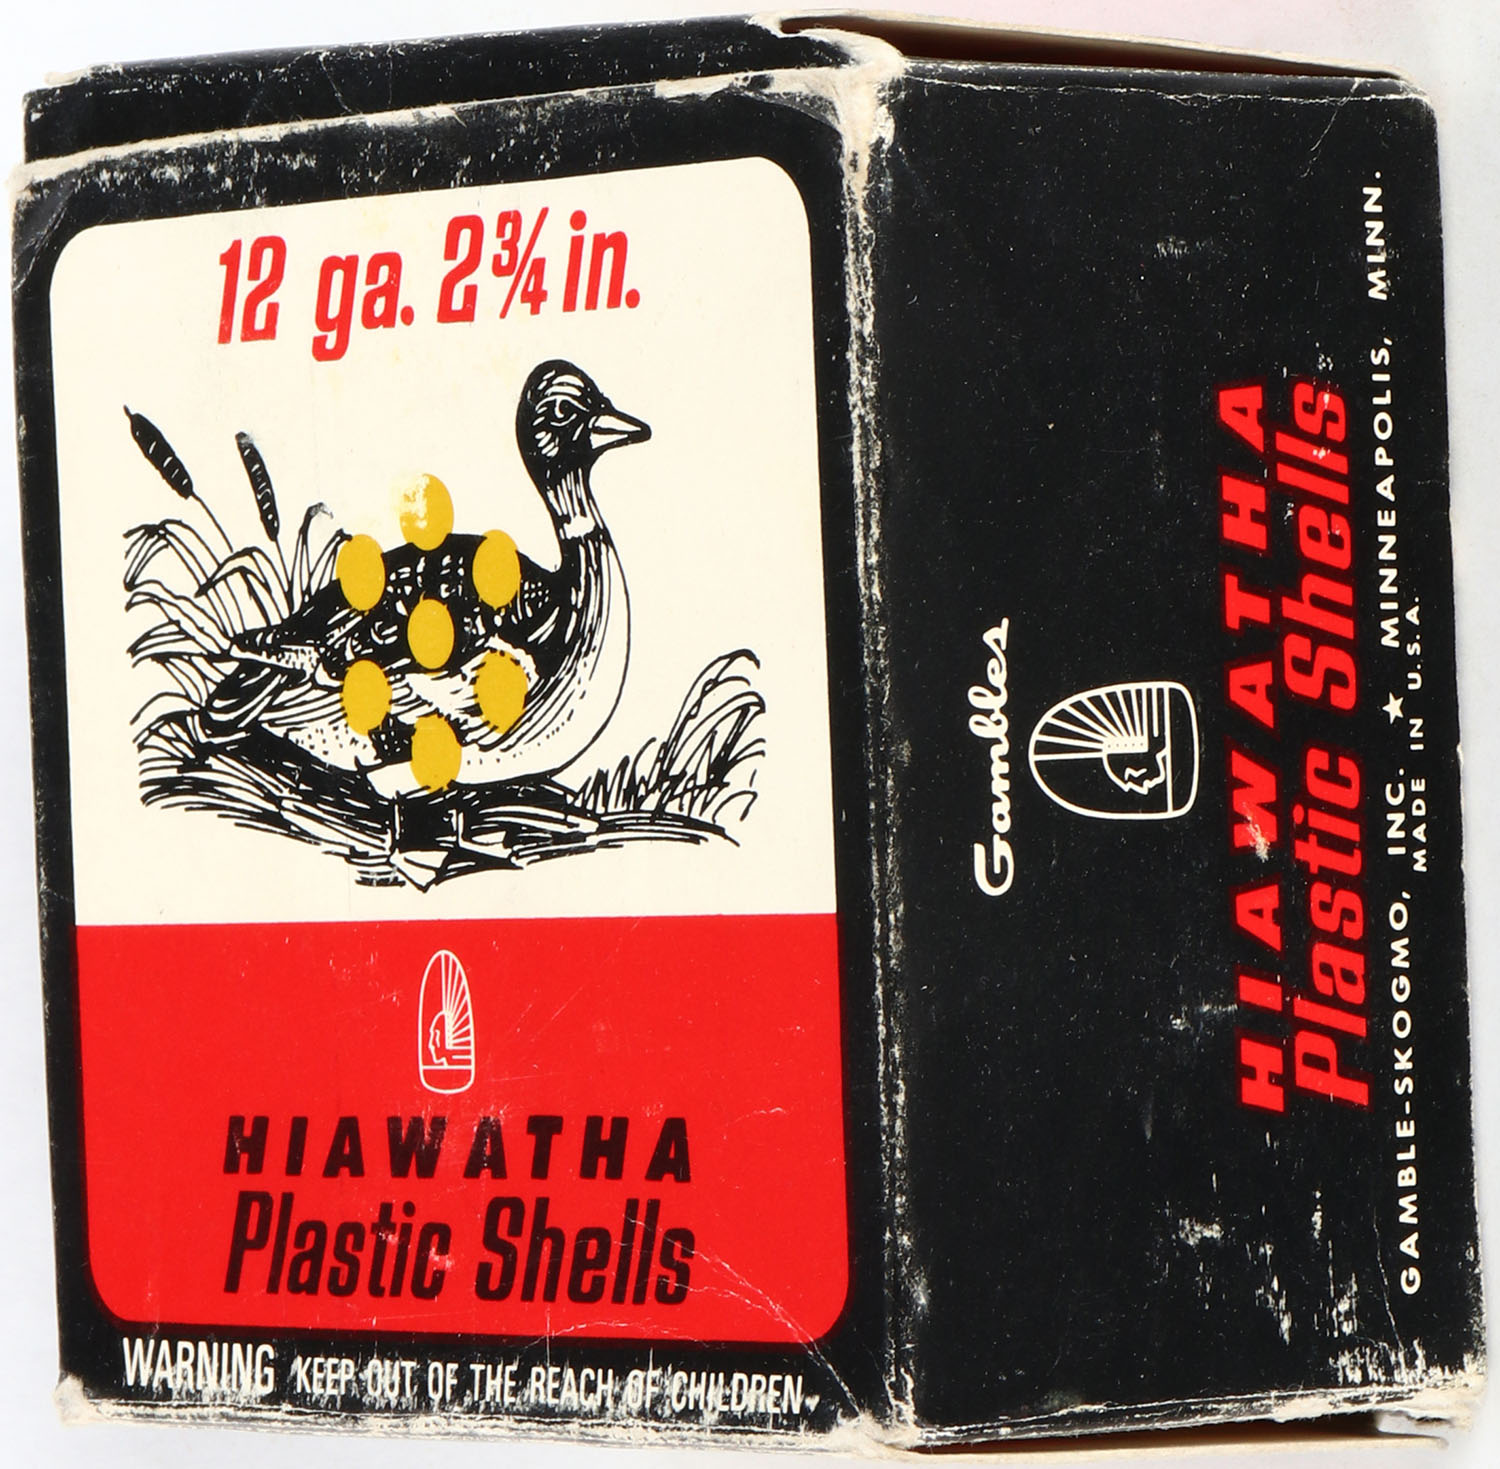 12 ga. 2¾ in.
HIAWATHA
Plastic Shells
WARNING KEEP OUT OF THE REACH OF CHILDREN
Gambles
HIAWATHA
Plastic Shells
GAMBLE-SKOGMO, INC. ★ MINNEAPOLIS, MINN.
MADE IN U.S.A.